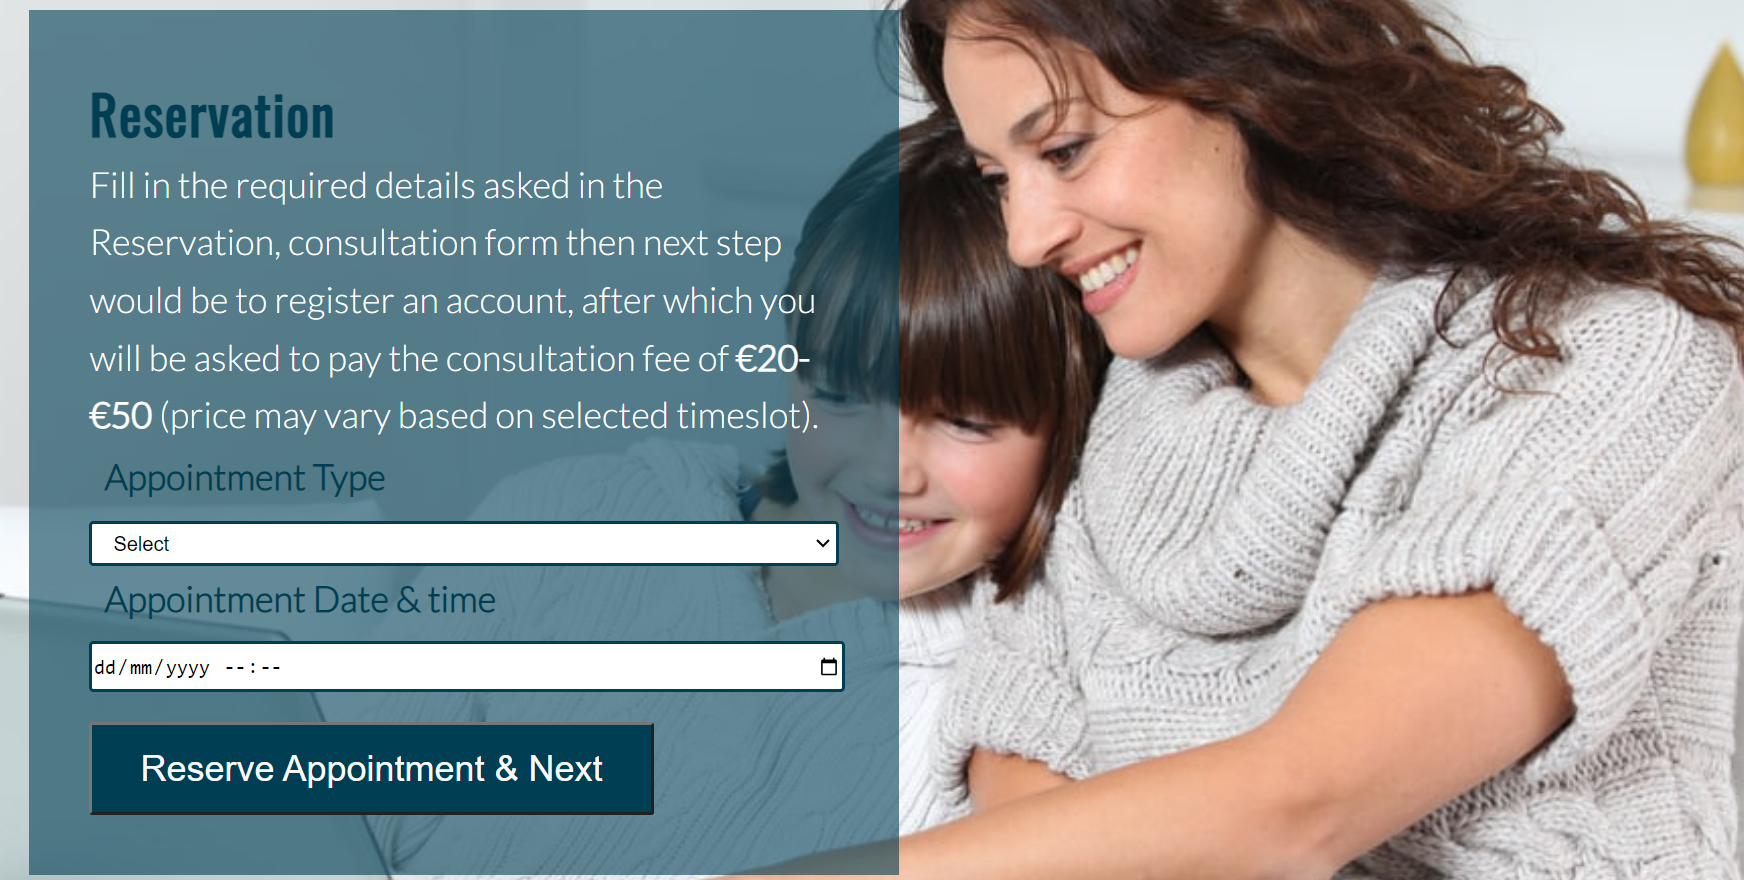 Reservation
Fill in the required details asked in the
Reservation, consultation form then next step
would be to register an account, after which you
will be asked to pay the consultation fee of €20-
€50 (price may vary based on selected timeslot).
Appointment Type
Select
Appointment Date & time
dd/mm/yyyy --:--
Reserve Appointment & Next